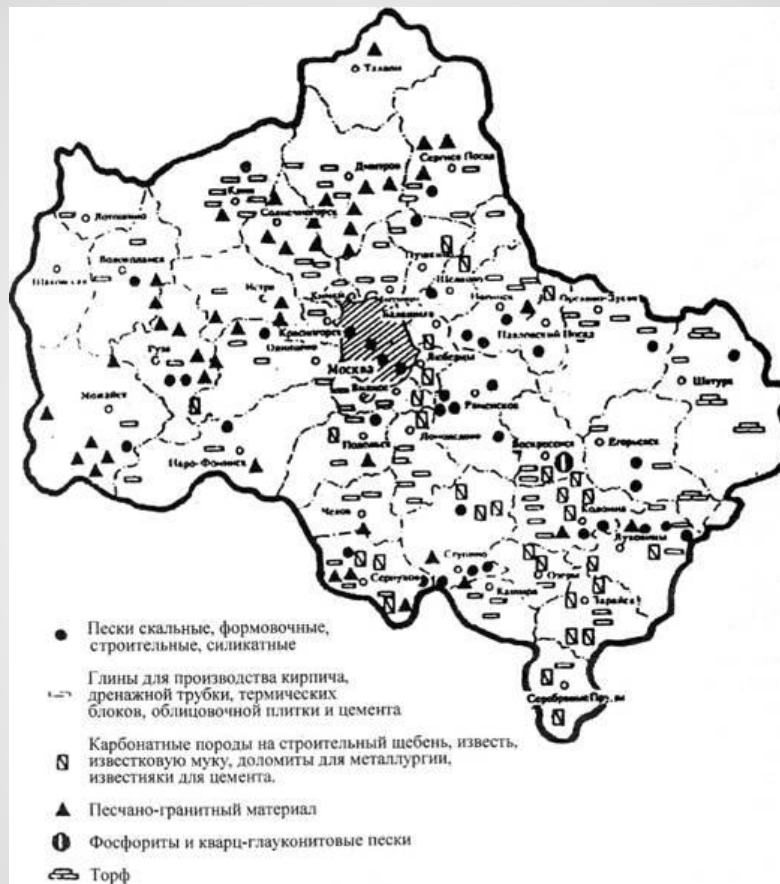 Талдом
Дмитров
Сергиев Посад
Клин
Солнечногорск
Лотошино
Волоколамск
Шаховская
Истра
Пушкино
Щелково
Химки
Ногинск
Балашиха
Красногорск
Павловский Посад
Одинцово
Руза
Москва
Люберцы
Шатура
Можайск
Видное
Раменское
Подольск
Домодедово
Воскресенск
Егорьевск
Наро-Фоминск
Чехов
Коломна
Луховицы
Ступино
Серпухов
Озеры
Кашира
Зарайск
Серебряные Пруды
Пески скальные, формовочные,
строительные, силикатные
Глины для производства кирпича,
дренажной трубки, термических
блоков, облицовочной плитки и цемента
Карбонатные породы на строительный щебень, известь,
известковую муку, доломиты для металлургии,
известняки для цемента.
Песчано-гранитный материал
Фосфориты и кварц-глауконитовые пески
Торф